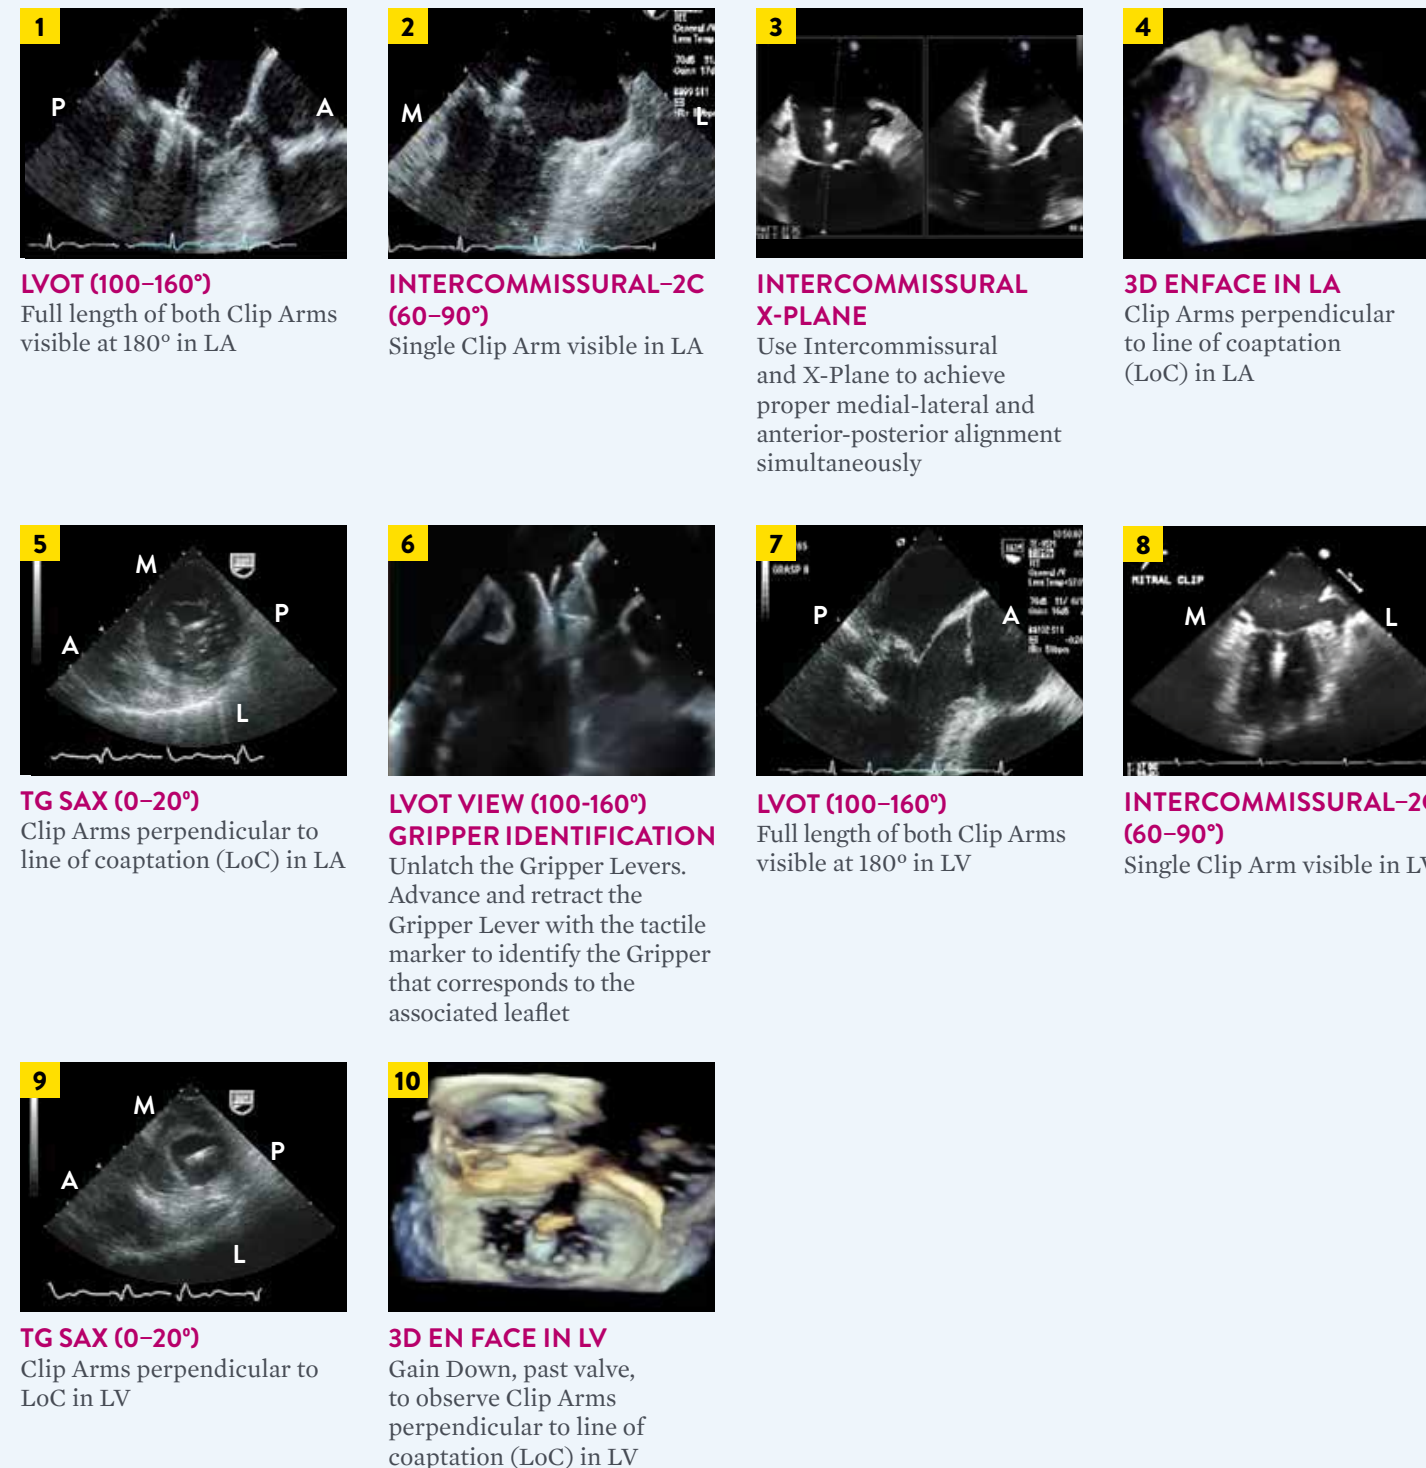 1
P
A
LVOT (100–160°)
Full length of both Clip Arms
visible at 180° in LA
2
M
L
INTERCOMMISSURAL–2C
(60–90°)
Single Clip Arm visible in LA
3
INTERCOMMISSURAL
X-PLANE
Use Intercommissural
and X-Plane to achieve
proper medial-lateral and
anterior-posterior alignment
simultaneously
4
3D ENFACE IN LA
Clip Arms perpendicular
to line of coaptation
(LoC) in LA
5
M
P
A
L
TG SAX (0–20°)
Clip Arms perpendicular to
line of coaptation (LoC) in LA
6
LVOT VIEW (100-160°)
GRIPPER IDENTIFICATION
Unlatch the Gripper Levers.
Advance and retract the
Gripper Lever with the tactile
marker to identify the Gripper
that corresponds to the
associated leaflet
7
GRASP
P
A
LVOT (100–160°)
Full length of both Clip Arms
visible at 180° in LV
8
MITRAL CLIP
M
L
INTERCOMMISSURAL–2C
(60–90°)
Single Clip Arm visible in LV
9
M
P
A
L
TG SAX (0–20°)
Clip Arms perpendicular to
LoC in LV
10
3D EN FACE IN LV
Gain Down, past valve,
to observe Clip Arms
perpendicular to line of
coaptation (LoC) in LV